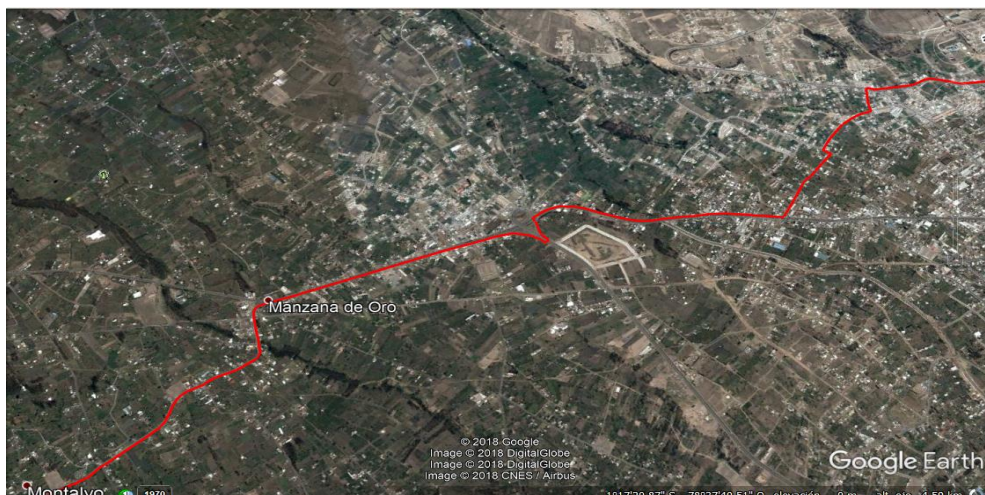 Manzana de Oro
© 2018 Google
Image © 2018 DigitalGlobe
Image © 2018 DigitalGlobe
Image © 2018 CNES / Airbus
Google Earth
Montalvo
1970